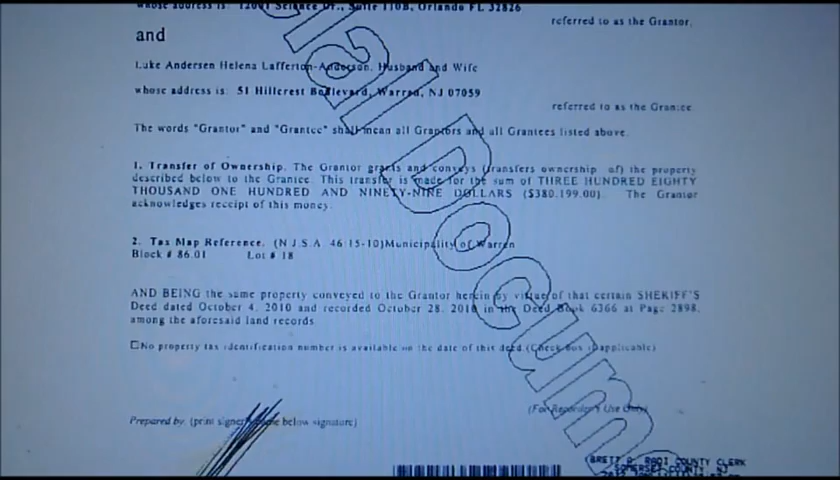 whose address is: 12001 Science Dr., Suite 110B, Orlando FL 32826
referred to as the Grantor,
and
Luke Andersen Helena Lafferton-Anderson, Husband and Wife
whose address is: 51 Hillcrest Boulevard, Warren, NJ 07059
referred to as the Grantee
The words "Grantor" and "Grantee" shall mean all Grantors and all Grantees listed above.
1. Transfer of Ownership. The Grantor grants and conveys (transfers ownership of) the property
described below to the Grantee. This transfer is made for the sum of THREE HUNDRED EIGHTY
THOUSAND ONE HUNDRED AND NINETY-NINE DOLLARS ($380,199.00). The Grantor
acknowledges receipt of this money.
2. Tax Map Reference. (N.J.S.A. 46:15-10)Municipality of Warren
Block # 86.01 Lot # 18
AND BEING the same property conveyed to the Grantor herein by virtue of that certain SHERIFF'S
Deed dated October 4, 2010 and recorded October 28, 2010 in the Deed Book 6366 at Page 2898,
among the aforesaid land records.
No property tax identification number is available on the date of this deed.(Check box if applicable)
Prepared by: (print signer's name below signature)
(For Recorder's Use Only)
BRETT A. RADI COUNTY CLERK
SOMERSET COUNTY, NJ
ial Docum